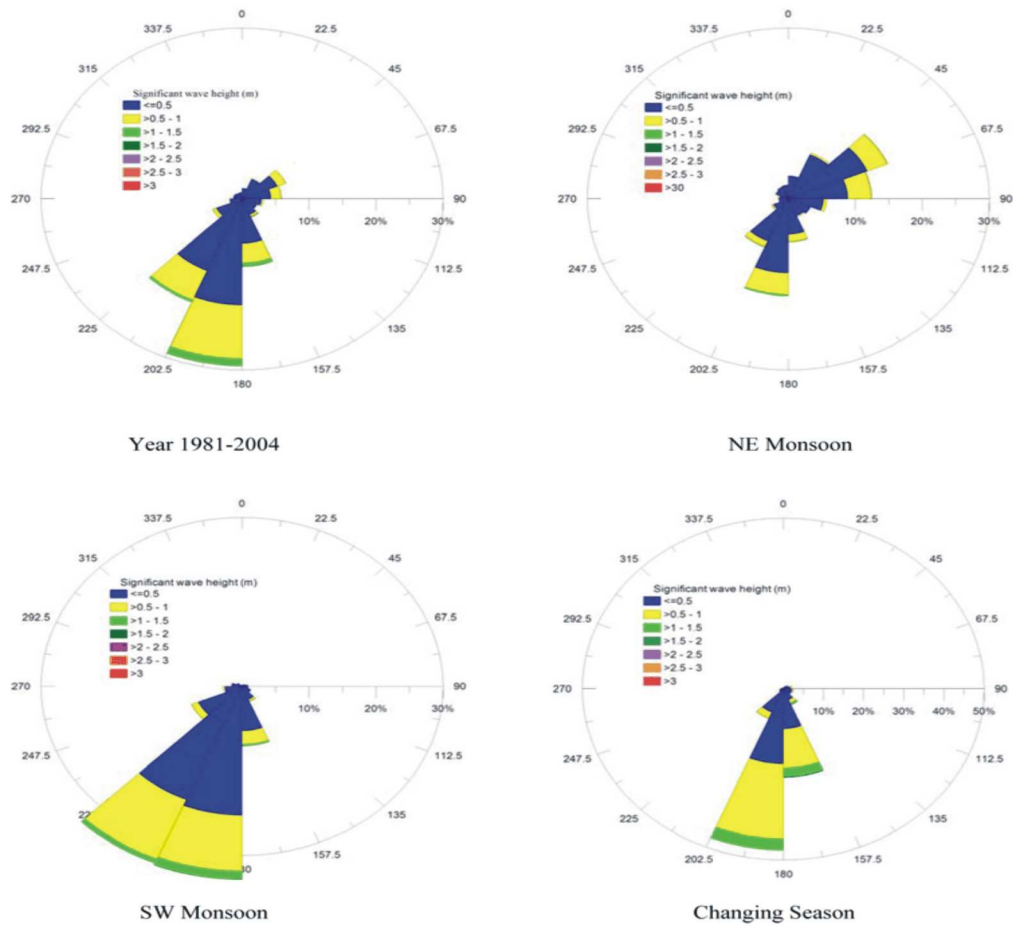 0
22.5
45
67.5
90
112.5
135
157.5
180
202.5
225
247.5
270
292.5
315
337.5
10% 20% 30%
Significant wave height (m)
<=0.5
>0.5 - 1
>1 - 1.5
>1.5 - 2
>2 - 2.5
>2.5 - 3
>3
Year 1981-2004
0
22.5
45
67.5
90
112.5
135
157.5
180
202.5
225
247.5
270
292.5
315
337.5
10% 20% 30%
Significant wave height (m)
<=0.5
>0.5 - 1
>1 - 1.5
>1.5 - 2
>2 - 2.5
>2.5 - 3
>30
NE Monsoon
0
22.5
45
67.5
90
112.5
135
157.5
247.5
270
292.5
315
337.5
10% 20% 30%
Significant wave height (m)
<=0.5
>0.5 - 1
>1 - 1.5
>1.5 - 2
>2 - 2.5
>2.5 - 3
>3
SW Monsoon
0
22.5
45
67.5
90
112.5
135
157.5
180
202.5
225
247.5
270
292.5
315
337.5
10% 20% 30% 40% 50%
Significant wave height (m)
<=0.5
>0.5 - 1
>1 - 1.5
>1.5 - 2
>2 - 2.5
>2.5 - 3
>3
Changing Season